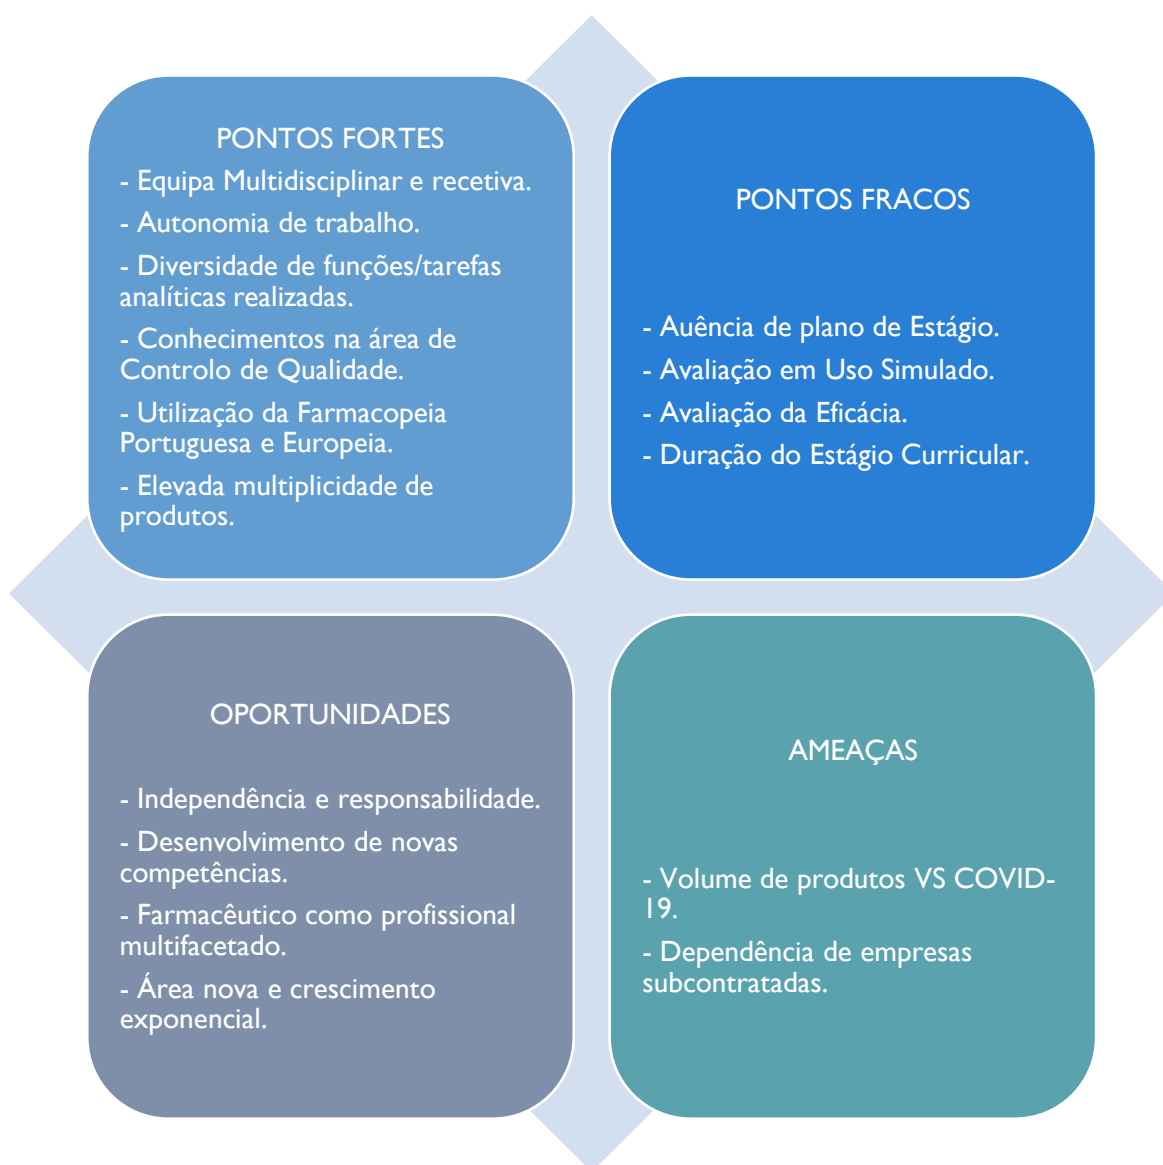 PONTOS FORTES
- Equipa Multidisciplinar e recetiva.
- Autonomia de trabalho.
- Diversidade de funções/tarefas
analíticas realizadas.
- Conhecimentos na área de
Controlo de Qualidade.
- Utilização da Farmacopeia
Portuguesa e Europeia.
- Elevada multiplicidade de
produtos.
PONTOS FRACOS
- Auência de plano de Estágio.
- Avaliação em Uso Simulado.
- Avaliação da Eficácia.
- Duração do Estágio Curricular.
OPORTUNIDADES
- Independência e responsabilidade.
- Desenvolvimento de novas
competências.
- Farmacêutico como profissional
multifacetado.
- Área nova e crescimento
exponencial.
AMEAÇAS
- Volume de produtos VS COVID-
19.
- Dependência de empresas
subcontratadas.